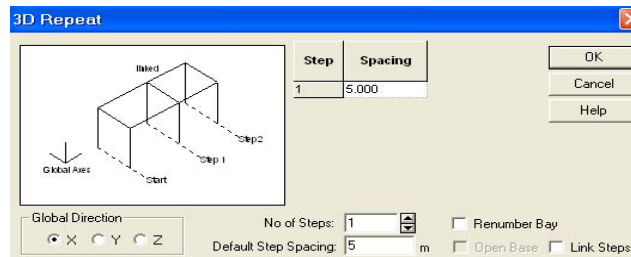 3D Repeat
linked
Step2
Step 1
Global Axes
Start
Step Spacing
1 5.000
OK
Cancel
Help
Global Direction
X Y Z
No of Steps: 1
Default Step Spacing: 5 m
Renumber Bay
Open Base Link Steps